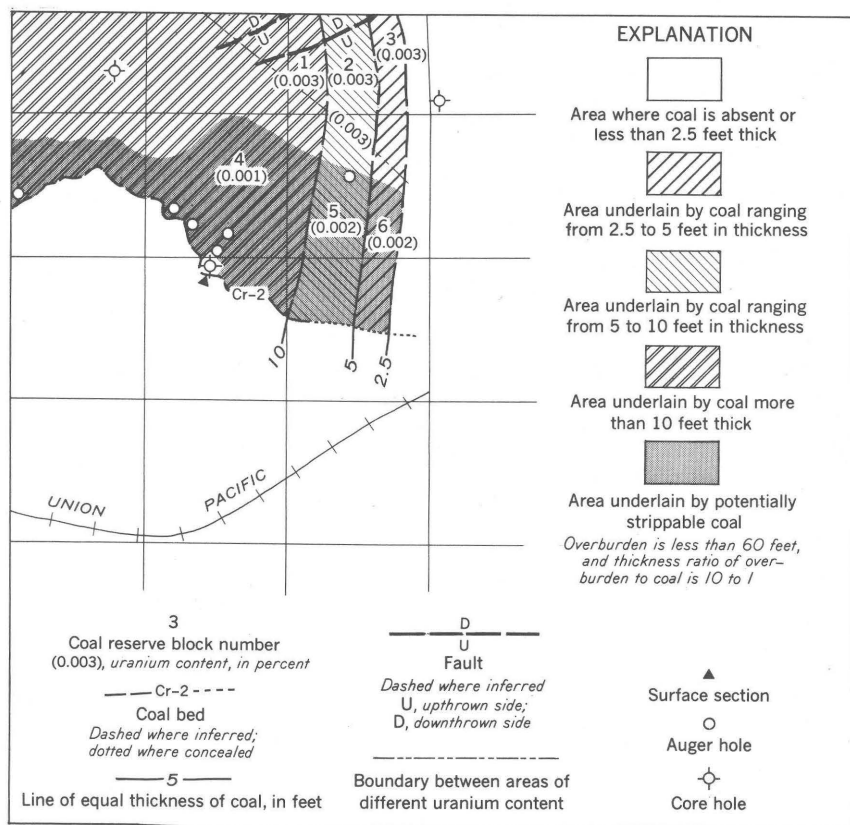 D
U
D
U
3
(0.003)
1
(0.003)
2
(0.003)
(0.003)
4
(0.001)
5
(0.002)
6
(0.002)
Cr-2
10
5
2.5
UNION PACIFIC
EXPLANATION
Area where coal is absent or
less than 2.5 feet thick
Area underlain by coal ranging
from 2.5 to 5 feet in thickness
Area underlain by coal ranging
from 5 to 10 feet in thickness
Area underlain by coal more
than 10 feet thick
Area underlain by potentially
strippable coal
Overburden is less than 60 feet,
and thickness ratio of over-
burden to coal is 10 to 1
3
Coal reserve block number
(0.003), uranium content, in percent
Cr-2
Coal bed
Dashed where inferred;
dotted where concealed
5
Line of equal thickness of coal, in feet
D
U
Fault
Dashed where inferred
U, upthrown side;
D, downthrown side
Boundary between areas of
different uranium content
Surface section
Auger hole
Core hole